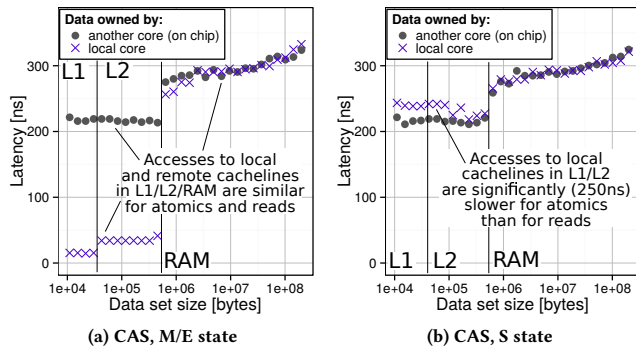 Data owned by:
another core (on chip)
local core
L1 L2
300
200
100
0
Latency [ns]
Accesses to local
and remote cachelines
in L1/L2/RAM are similar
for atomics and reads
RAM
1e+04 1e+05 1e+06 1e+07 1e+08
Data set size [bytes]
(a) CAS, M/E state
Data owned by:
another core (on chip)
local core
300
200
100
0
Latency [ns]
Accesses to local
cachelines in L1/L2
are significantly (250ns)
slower for atomics
than for reads
L1 L2 RAM
1e+04 1e+05 1e+06 1e+07 1e+08
Data set size [bytes]
(b) CAS, S state